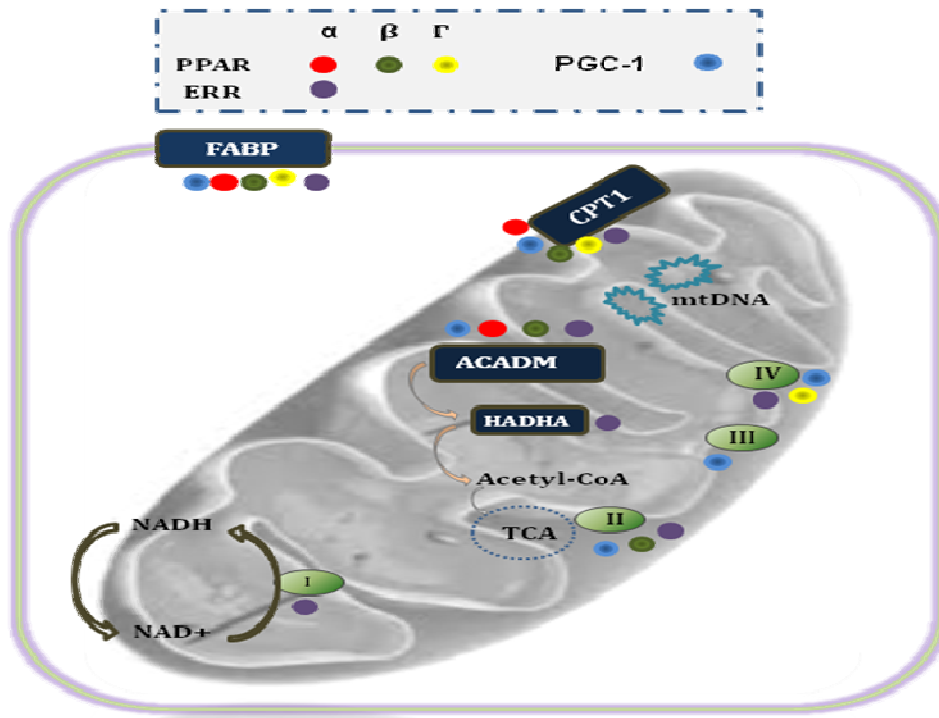 α β Γ
PPAR PGC-1
ERR
FABP
CPT1
mtDNA
ACADM
IV
HADHA
III
Acetyl-CoA
II
TCA
NADH
I
NAD+